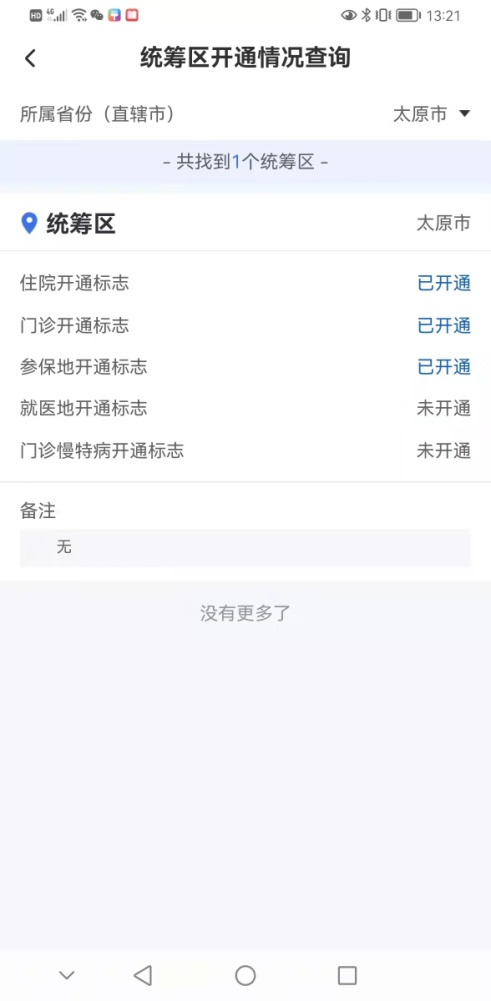 HD 4G 13:21
统筹区开通情况查询
所属省份（直辖市） 太原市
- 共找到1个统筹区 -
统筹区 太原市
住院开通标志 已开通
门诊开通标志 已开通
参保地开通标志 已开通
就医地开通标志 未开通
门诊慢特病开通标志 未开通
备注
无
没有更多了